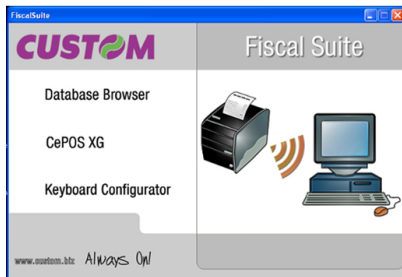 FiscalSuite
CUSTOM
Fiscal Suite
Database Browser
CePOS XG
Keyboard Configurator
www.custom.biz Always On!